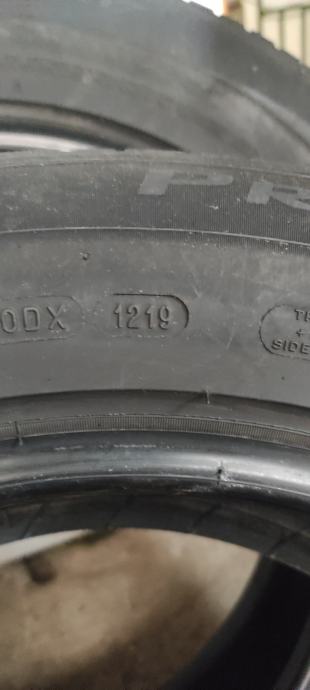 PR
0DX 1219 T
+
SIDE